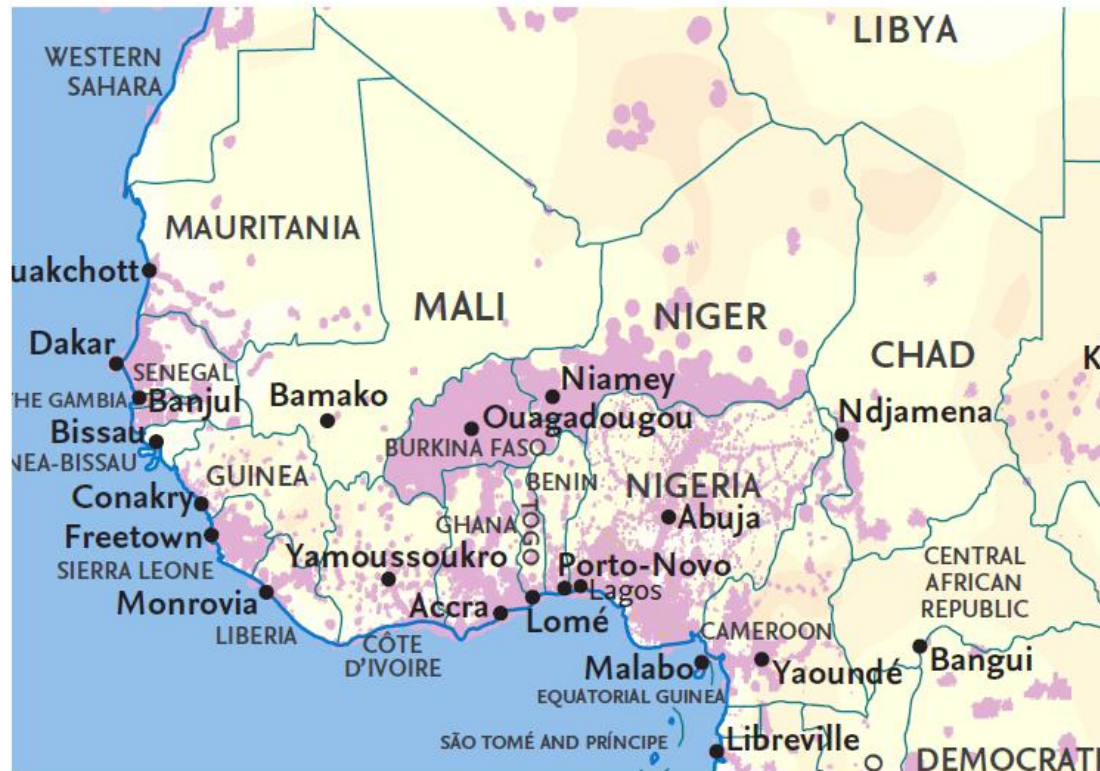 LIBYA
WESTERN
SAHARA
MAURITANIA
uakchott
MALI
NIGER
CHAD
K
Dakar
SENEGAL
THE GAMBIA
Banjul
Bamako
Niamey
Ouagadougou
BURKINA FASO
Ndjamena
Bissau
NEA-BISSAU
GUINEA
BENIN
NIGERIA
Conakry
GHANA
TOGO
Abuja
Freetown
SIERRA LEONE
Yamoussoukro
Porto-Novo
Lagos
CENTRAL
AFRICAN
REPUBLIC
Monrovia
LIBERIA
Accra
Lomé
CÔTE
D'IVOIRE
CAMEROON
Malabo
Yaoundé
Bangui
EQUATORIAL GUINEA
SÃO TOMÉ AND PRÍNCIPE
Libreville
O
DEMOCRATI